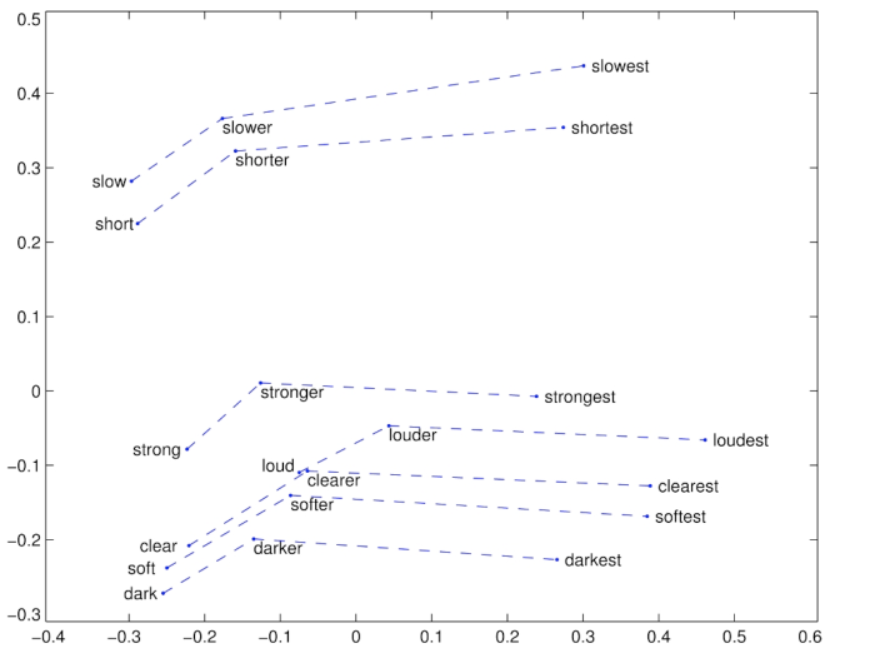 0.5
slowest
0.4
slower
shortest
shorter
0.3
slow
short
0.2
0.1
0
stronger
strongest
louder
loudest
strong
−0.1
loud
clearer
clearest
softer
softest
−0.2
clear
darker
darkest
soft
dark
−0.3
−0.4 −0.3 −0.2 −0.1 0 0.1 0.2 0.3 0.4 0.5 0.6